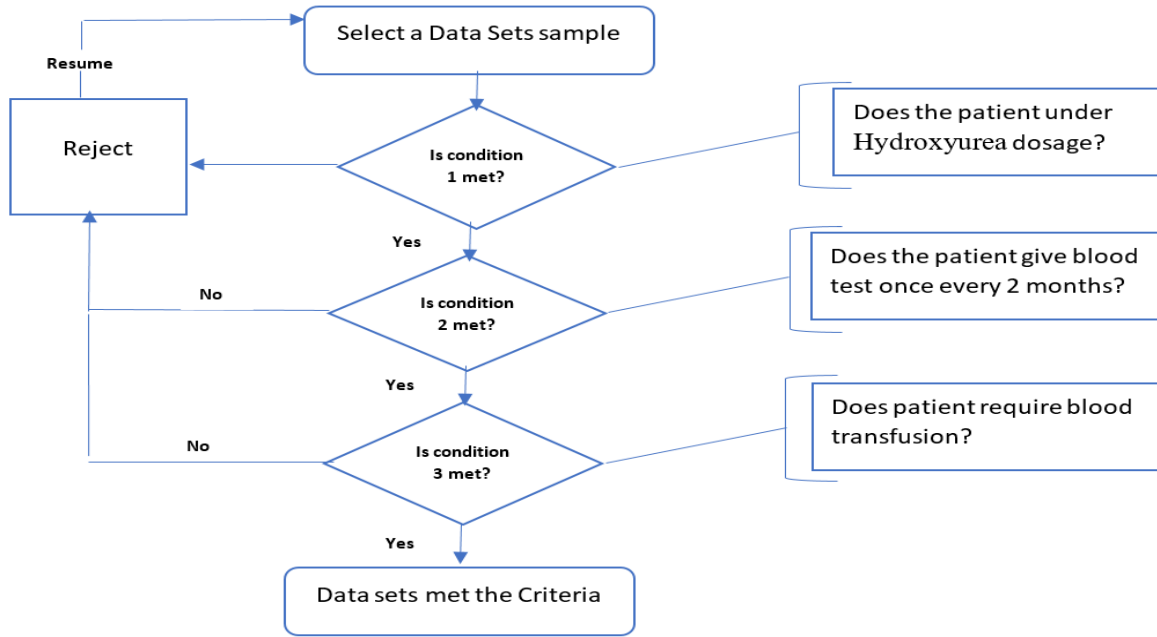 Select a Data Sets sample
Resume
Reject
Is condition
1 met?
Does the patient under
Hydroxyurea dosage?
Yes
Is condition
2 met?
No
Does the patient give blood
test once every 2 months?
Yes
Is condition
3 met?
No
Does patient require blood
transfusion?
Yes
Data sets met the Criteria